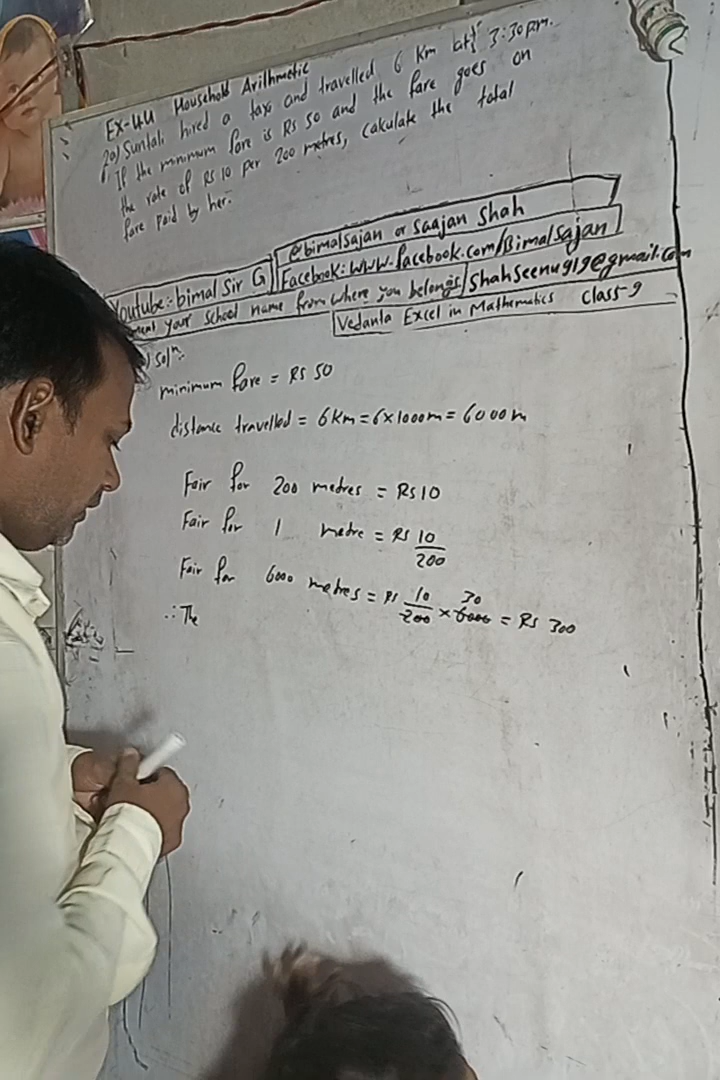 Ex-4.4 Household Arithmetic
2a) Suntali hired a taxi and travelled 6 km at 3:30 p.m.
If the minimum fare is Rs 50 and the fare goes on
the rate of Rs 10 per 200 metres, calculate the total
fare paid by her.
@bimalsajan or Saajan Shah
Youtube:- bimal Sir G
Facebook: www.facebook.com/Bimalsajan
your school name from where you belongs/ Shahseenu919@gmail.com
Vedanta Excel in Mathematics Class-9
Solⁿ:
minimum fare = Rs 50
distance travelled = 6 Km = 6×1000m = 6000 m
Fair for 200 metres = Rs 10
Fair for 1 metre = Rs 10/200
Fair for 6000 metres = Rs 10/200 × 6000 30 = Rs 300
∴ The